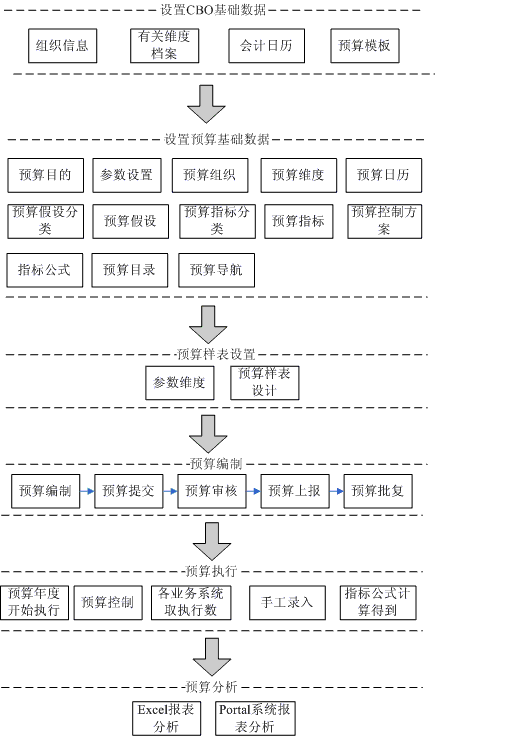 设置CBO基础数据
组织信息
有关维度
档案
会计日历
预算模板
设置预算基础数据
预算目的
参数设置
预算组织
预算维度
预算日历
预算假设分
类
预算假设
预算指标分
类
预算指标
预算控制方
案
指标公式
预算目录
预算导航
预算样表设置
参数维度
预算样表
设计
预算编制
预算编制
预算提交
预算审核
预算上报
预算批复
预算执行
预算年度
开始执行
预算控制
各业务系统
取执行数
手工录入
指标公式计
算得到
预算分析
Excel报表
分析
Portal系统报
表分析